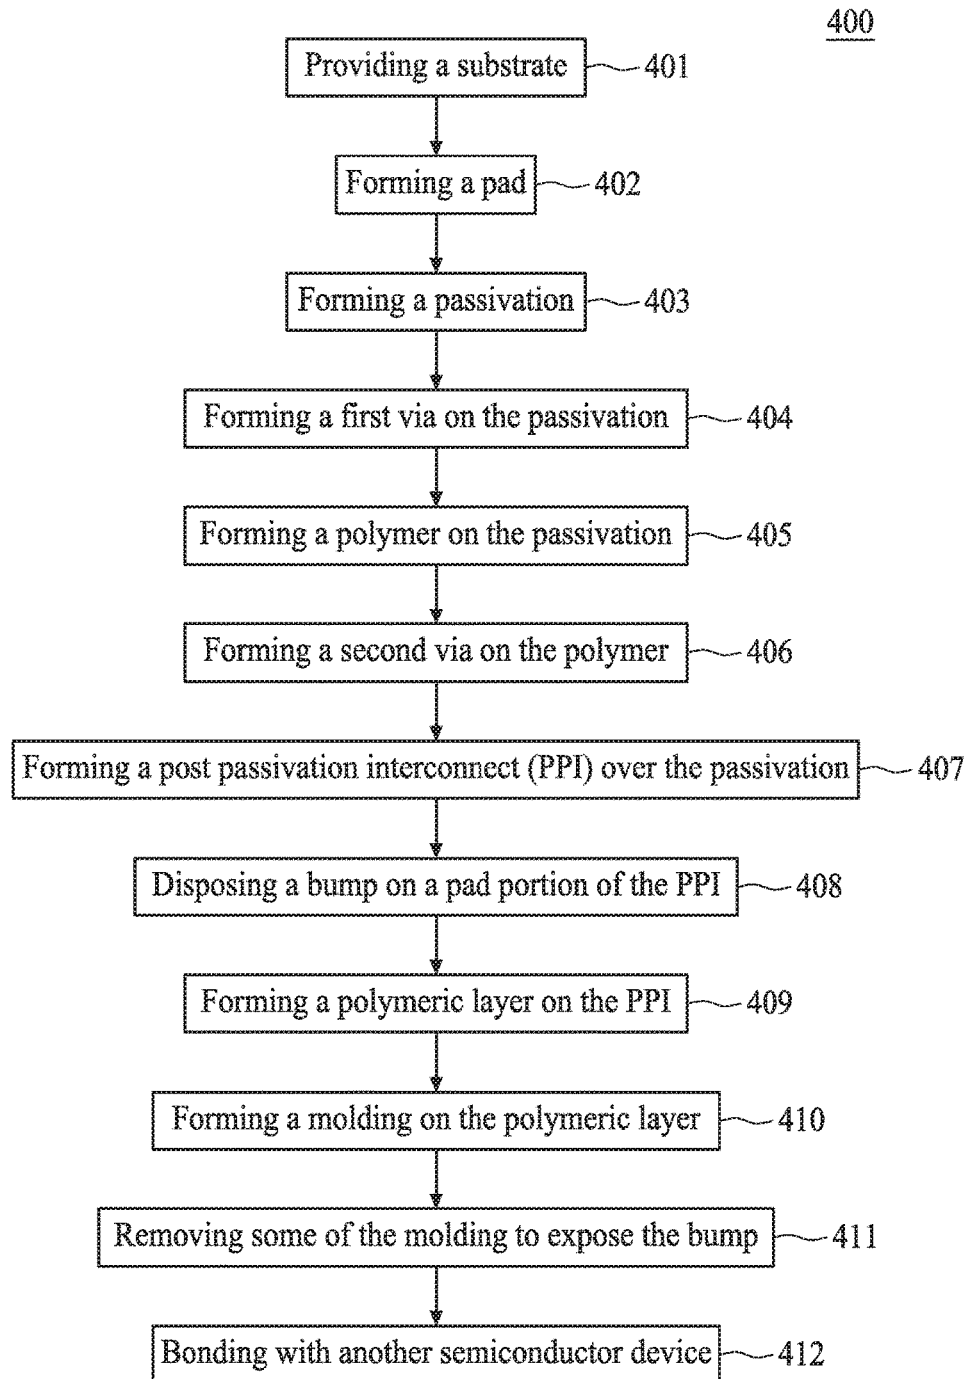 400
Providing a substrate 401
Forming a pad 402
Forming a passivation 403
Forming a first via on the passivation 404
Forming a polymer on the passivation 405
Forming a second via on the polymer 406
Forming a post passivation interconnect (PPI) over the passivation 407
Disposing a bump on a pad portion of the PPI 408
Forming a polymeric layer on the PPI 409
Forming a molding on the polymeric layer 410
Removing some of the molding to expose the bump 411
Bonding with another semiconductor device 412